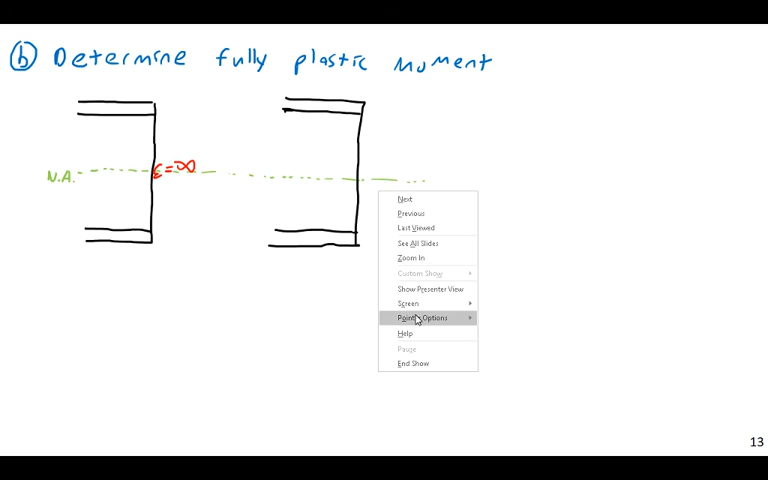 (b) Determine fully plastic moment
ε = ∞
N.A.
Next
Previous
Last Viewed
See All Slides
Zoom In
Custom Show
Show Presenter View
Screen
Pointer Options
Help
Pause
End Show
13